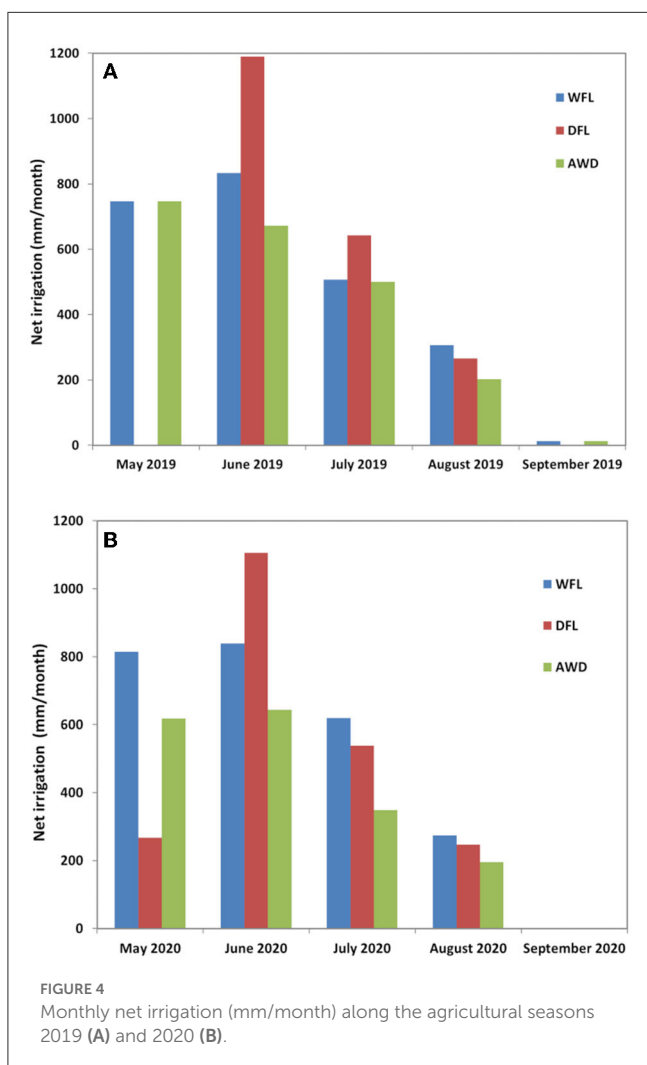 A
1200
1000
800
600
400
200
0
Net irrigation (mm/month)
WFL
DFL
AWD
May 2019 June 2019 July 2019 August 2019 September 2019
B
1200
1000
800
600
400
200
0
Net irrigation (mm/month)
WFL
DFL
AWD
May 2020 June 2020 July 2020 August 2020 September 2020
FIGURE 4
Monthly net irrigation (mm/month) along the agricultural seasons
2019 (A) and 2020 (B).